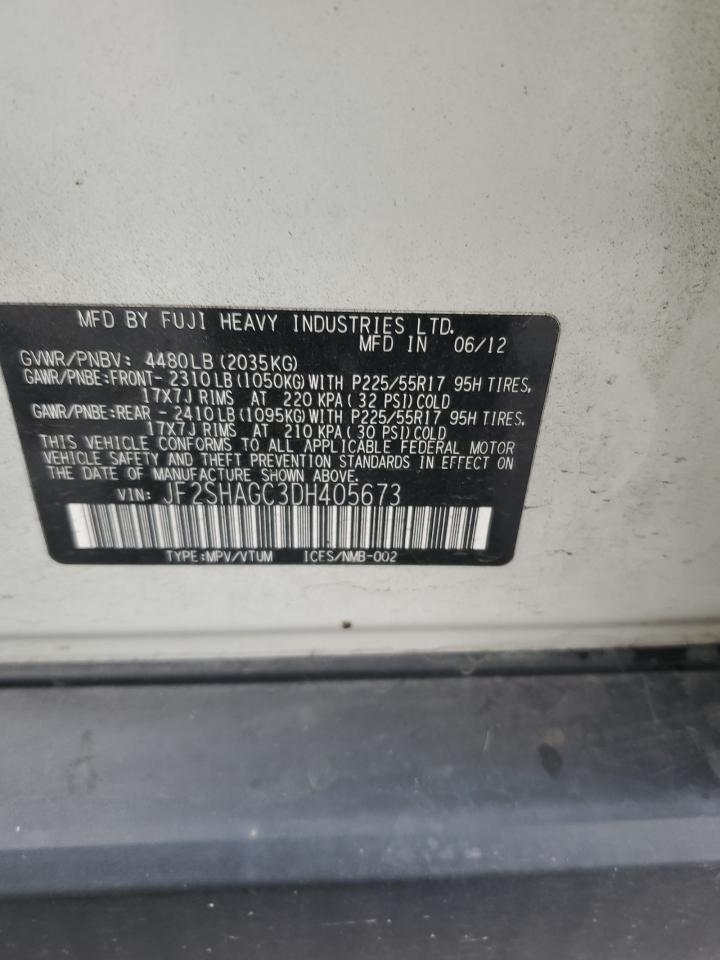 MFD BY FUJI HEAVY INDUSTRIES LTD.
MFD IN 06/12
GVWR/PNBV: 4480LB (2035KG)
GAWR/PNBE:FRONT- 2310LB (1050KG) WITH P225/55R17 95H TIRES,
17X7J RIMS AT 220 KPA (32 PSI) COLD
GAWR/PNBE:REAR - 2410LB (1095KG) WITH P225/55R17 95H TIRES,
17X7J RIMS AT 210 KPA (30 PSI) COLD
THIS VEHICLE CONFORMS TO ALL APPLICABLE FEDERAL MOTOR
VEHICLE SAFETY AND THEFT PREVENTION STANDARDS IN EFFECT ON
THE DATE OF MANUFACTURE SHOWN ABOVE.
VIN: JF2SHAGC3DH405673
TYPE:MPV/VTUM ICES/NMB-002